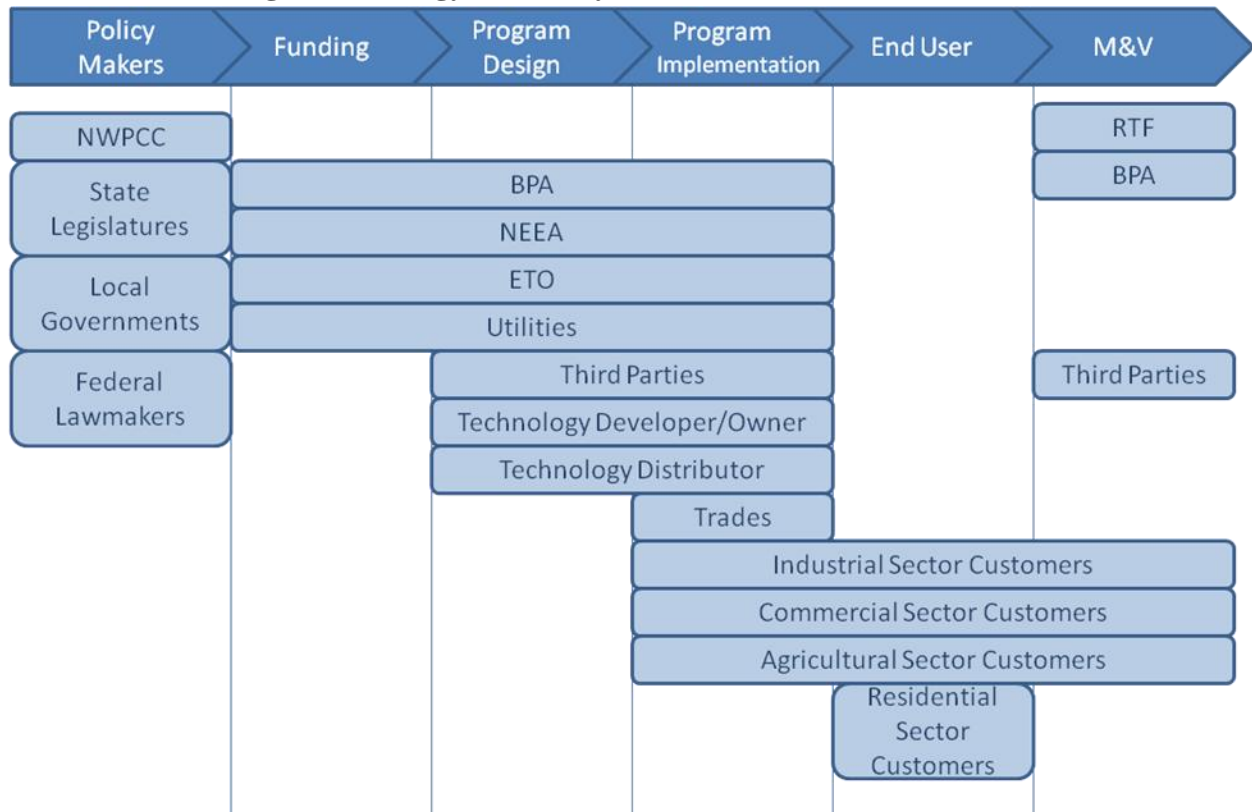 Policy
Makers
Funding
Program
Design
Program
Implementation
End User
M&V
NWPCC
RTF
State
Legislatures
BPA
BPA
NEEA
Local
Governments
ETO
Utilities
Federal
Lawmakers
Third Parties
Third Parties
Technology Developer/Owner
Technology Distributor
Trades
Industrial Sector Customers
Commercial Sector Customers
Agricultural Sector Customers
Residential
Sector
Customers